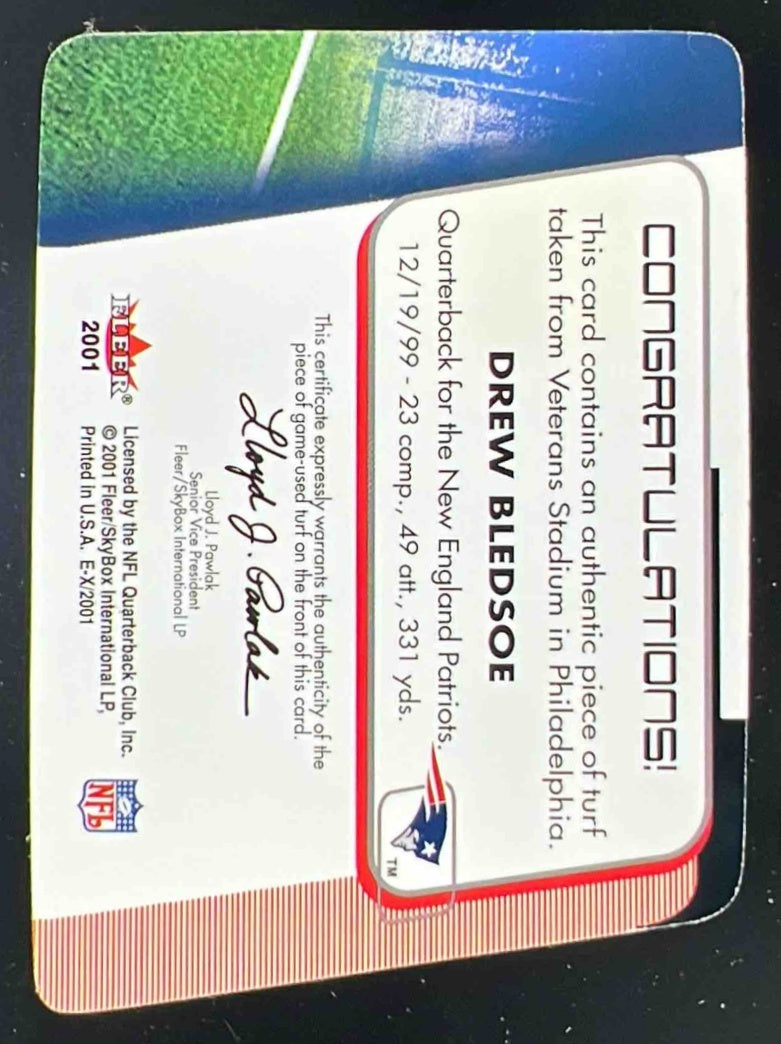 CONGRATULATIONS!
This card contains an authentic piece of turf
taken from Veterans Stadium in Philadelphia.
DREW BLEDSOE
Quarterback for the New England Patriots.
12/19/99 - 23 comp., 49 att., 331 yds.
TM
This certificate expressly warrants the authenticity of the
piece of game-used turf on the front of this card.
Lloyd J. Pawlak
Lloyd J. Pawlak
Senior Vice President
Fleer/SkyBox International LP
FLEER®
2001
Licensed by the NFL Quarterback Club, Inc.
© 2001 Fleer/SkyBox International LP,
Printed in U.S.A. E-X/2001
NFL